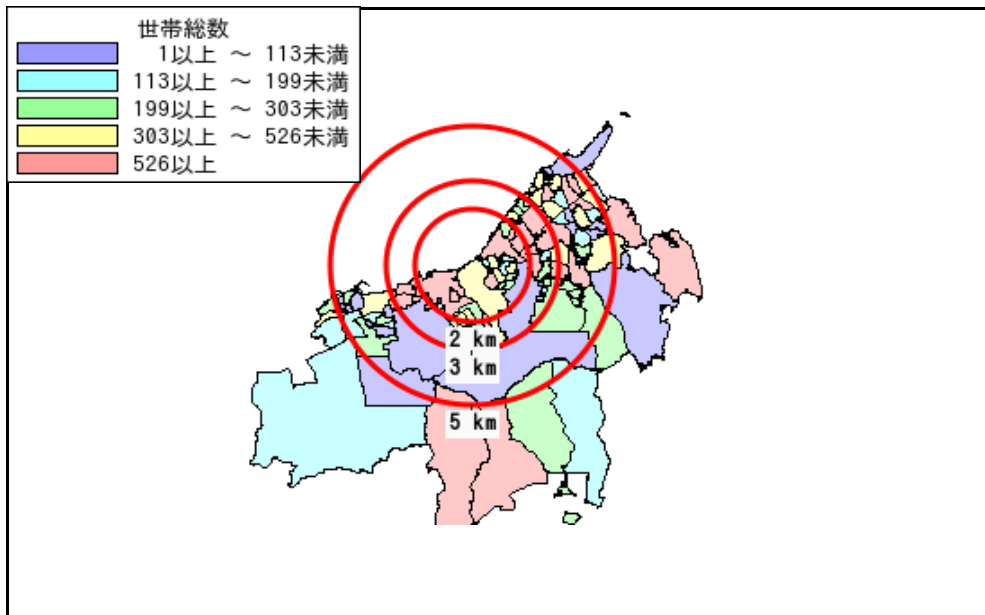 世帯総数
1以上 ～ 113未満
113以上 ～ 199未満
199以上 ～ 303未満
303以上 ～ 526未満
526以上
2 km
3 km
5 km